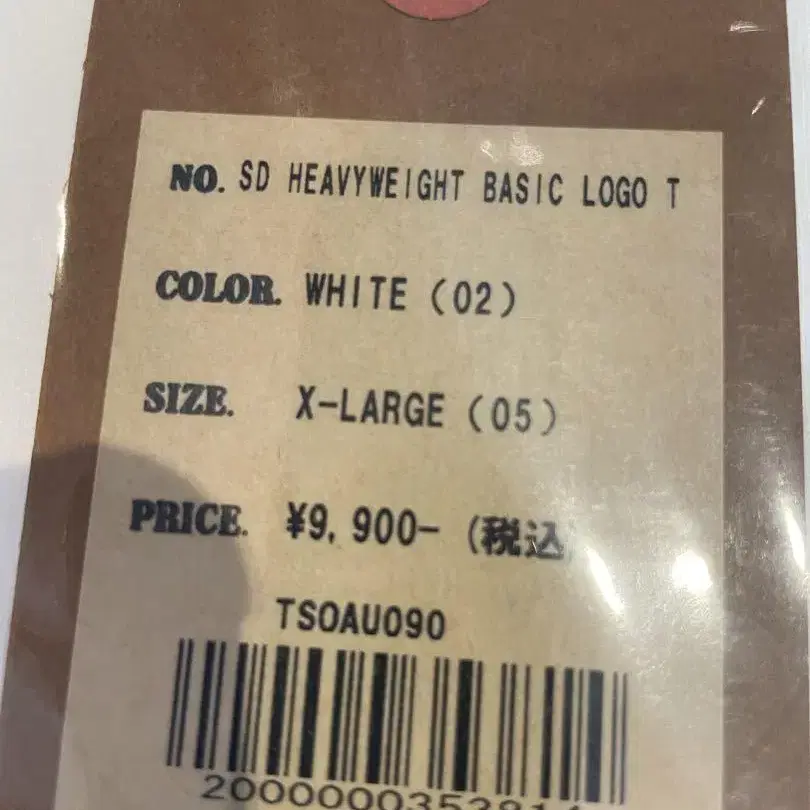 NO. SD HEAVYWEIGHT BASIC LOGO T
COLOR. WHITE (02)
SIZE. X-LARGE (05)
PRICE. ¥9,900- (税込
TSOAU090